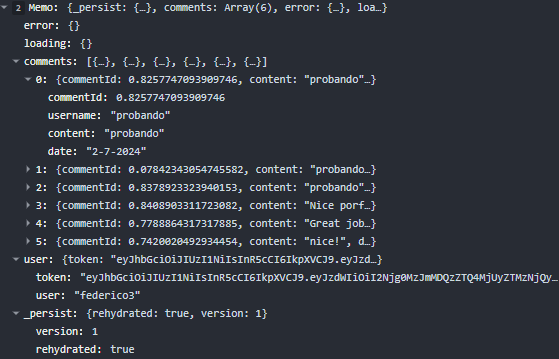 2 Memo: {_persist: {…}, comments: Array(6), error: {…}, loa…}
error: {}
loading: {}
comments: [{…}, {…}, {…}, {…}, {…}, {…}]
0: {commentId: 0.8257747093909746, content: "probando"…}
commentId: 0.8257747093909746
username: "probando"
content: "probando"
date: "2-7-2024"
1: {commentId: 0.07842343054745582, content: "probando…}
2: {commentId: 0.8378923323940153, content: "probando"…}
3: {commentId: 0.8408903311723082, content: "Nice porf…}
4: {commentId: 0.7788864317317885, content: "Great job…}
5: {commentId: 0.7420020492934454, content: "nice!", d…}
user: {token: "eyJhbGciOiJIUzI1NiIsInR5cCI6IkpXVCJ9.eyJzd…}
token: "eyJhbGciOiJIUzI1NiIsInR5cCI6IkpXVCJ9.eyJzdWIiOiI2Njg0MzJmMDQzZTQ4MjUyZTMzNjQy…
user: "federico3"
_persist: {rehydrated: true, version: 1}
version: 1
rehydrated: true